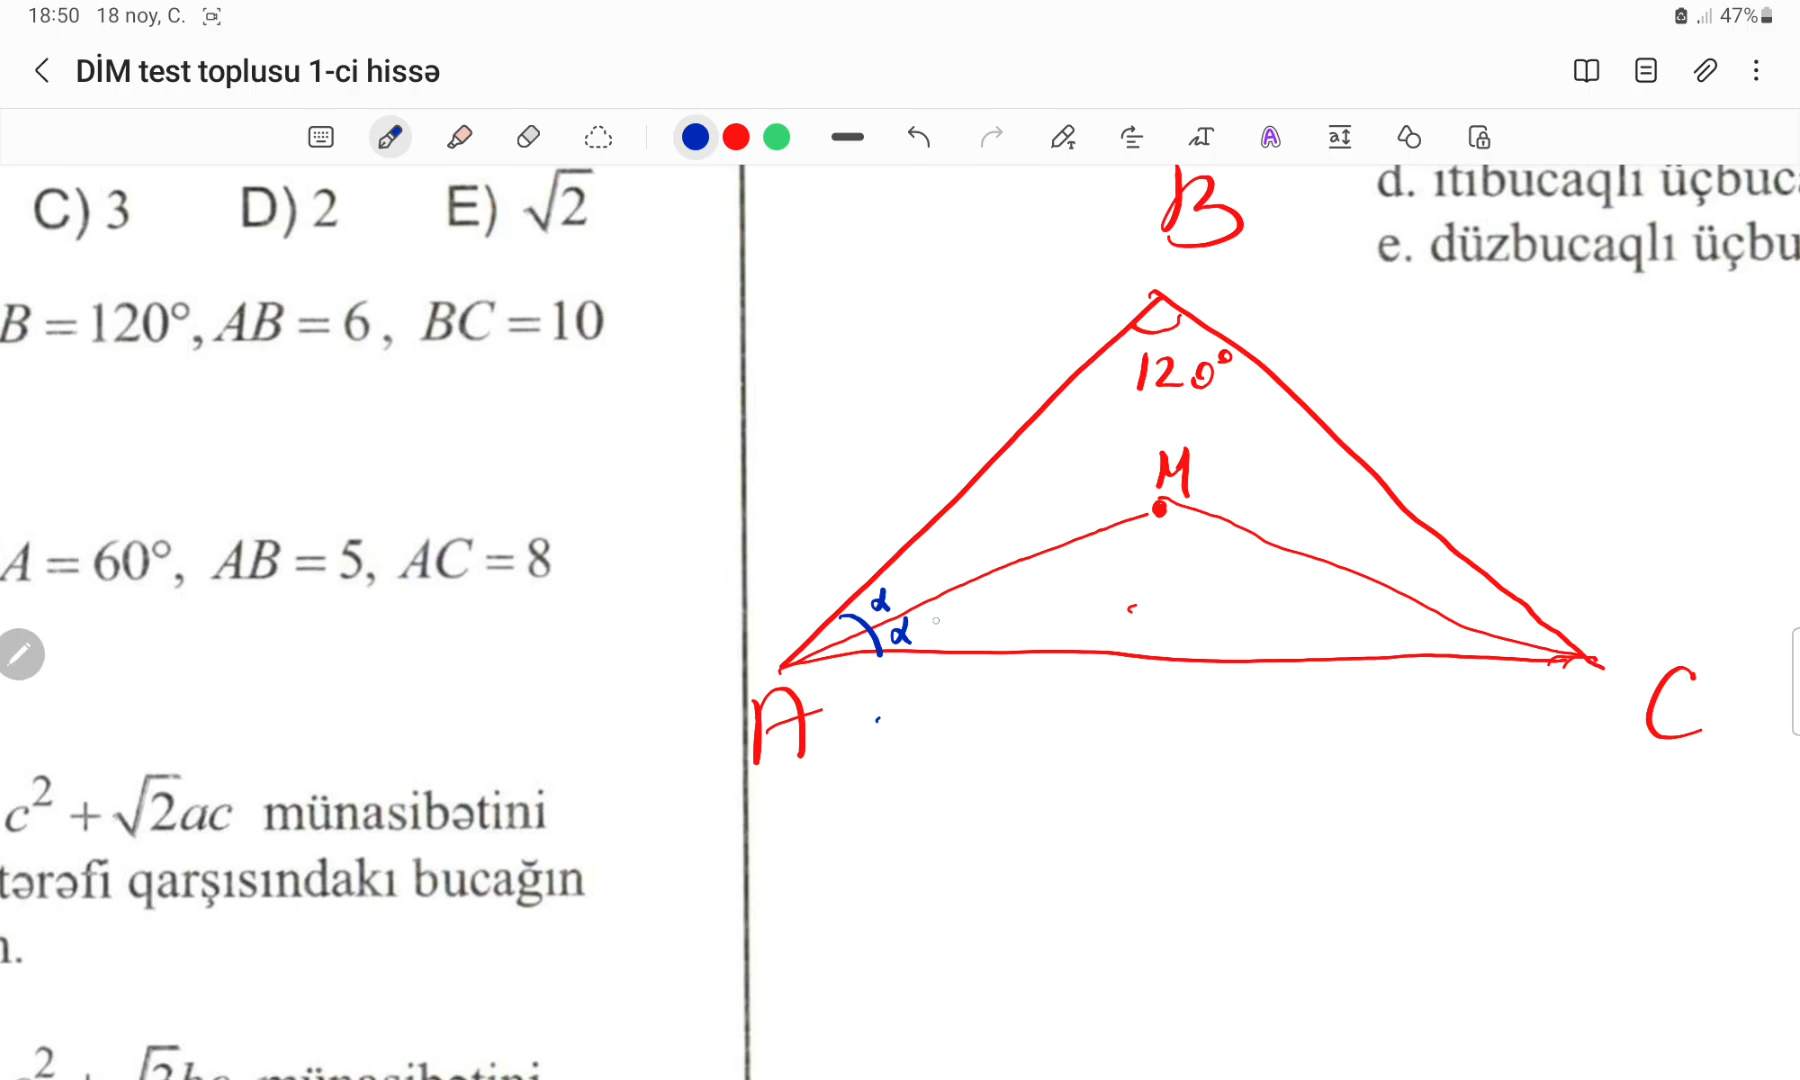 18:50 18 noy, C. 47%
DİM test toplusu 1-ci hissə
C) 3 D) 2 E) √2
B = 120°, AB = 6, BC = 10
A = 60°, AB = 5, AC = 8
c² + √2ac münasibətini
tərəfi qarşısındakı bucağın
münasibətini
B
120°
M
α
α
A
C
d. itibucaqlı üçbuc
e. düzbucaqlı üçbu